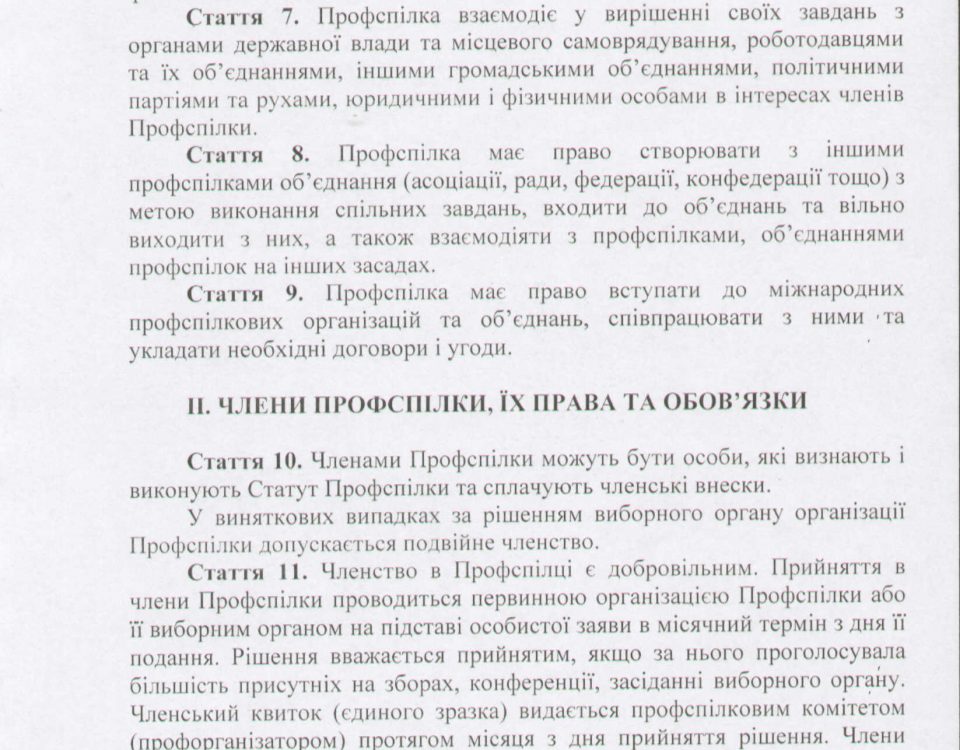 Стаття 7. Профспілка взаємодіє у вирішенні своїх завдань з
органами державної влади та місцевого самоврядування, роботодавцями
та їх об’єднаннями, іншими громадськими об’єднаннями, політичними
партіями та рухами, юридичними і фізичними особами в інтересах членів
Профспілки.
Стаття 8. Профспілка має право створювати з іншими
профспілками об’єднання (асоціації, ради, федерації, конфедерації тощо) з
метою виконання спільних завдань, входити до об’єднань та вільно
виходити з них, а також взаємодіяти з профспілками, об’єднаннями
профспілок на інших засадах.
Стаття 9. Профспілка має право вступати до міжнародних
профспілкових організацій та об’єднань, співпрацювати з ними та
укладати необхідні договори і угоди.
ІІ. ЧЛЕНИ ПРОФСПІЛКИ, ЇХ ПРАВА ТА ОБОВ’ЯЗКИ
Стаття 10. Членами Профспілки можуть бути особи, які визнають і
виконують Статут Профспілки та сплачують членські внески.
У виняткових випадках за рішенням виборного органу організації
Профспілки допускається подвійне членство.
Стаття 11. Членство в Профспілці є добровільним. Прийняття в
члени Профспілки проводиться первинною організацією Профспілки або
її виборним органом на підставі особистої заяви в місячний термін з дня її
подання. Рішення вважається прийнятим, якщо за нього проголосувала
більшість присутніх на зборах, конференції, засіданні виборного органу.
Членський квиток (єдиного зразка) видається профспілковим комітетом
(профорганізатором) протягом місяця з дня прийняття рішення. Члени